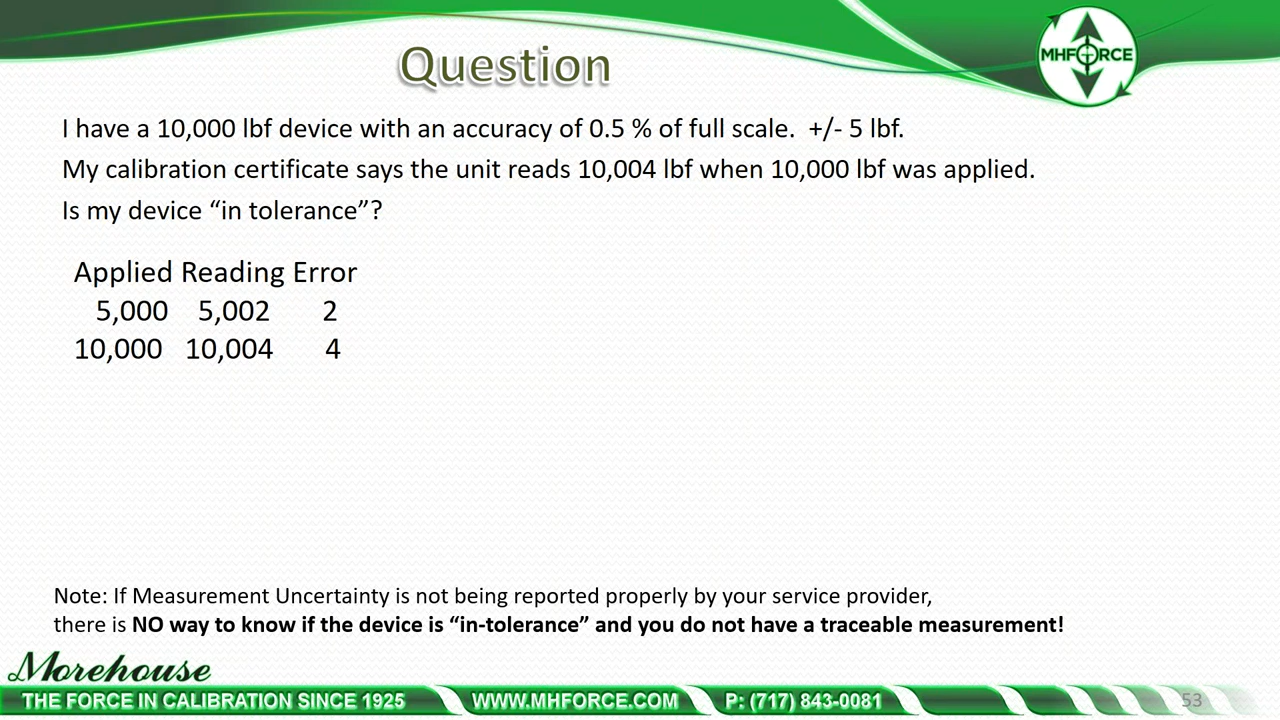 Question
MHFORCE
I have a 10,000 lbf device with an accuracy of 0.5 % of full scale. +/- 5 lbf.
My calibration certificate says the unit reads 10,004 lbf when 10,000 lbf was applied.
Is my device “in tolerance”?
Applied Reading Error
5,000 5,002 2
10,000 10,004 4
Note: If Measurement Uncertainty is not being reported properly by your service provider,
there is NO way to know if the device is “in-tolerance” and you do not have a traceable measurement!
Morehouse
THE FORCE IN CALIBRATION SINCE 1925 WWW.MHFORCE.COM P: (717) 843-0081 53